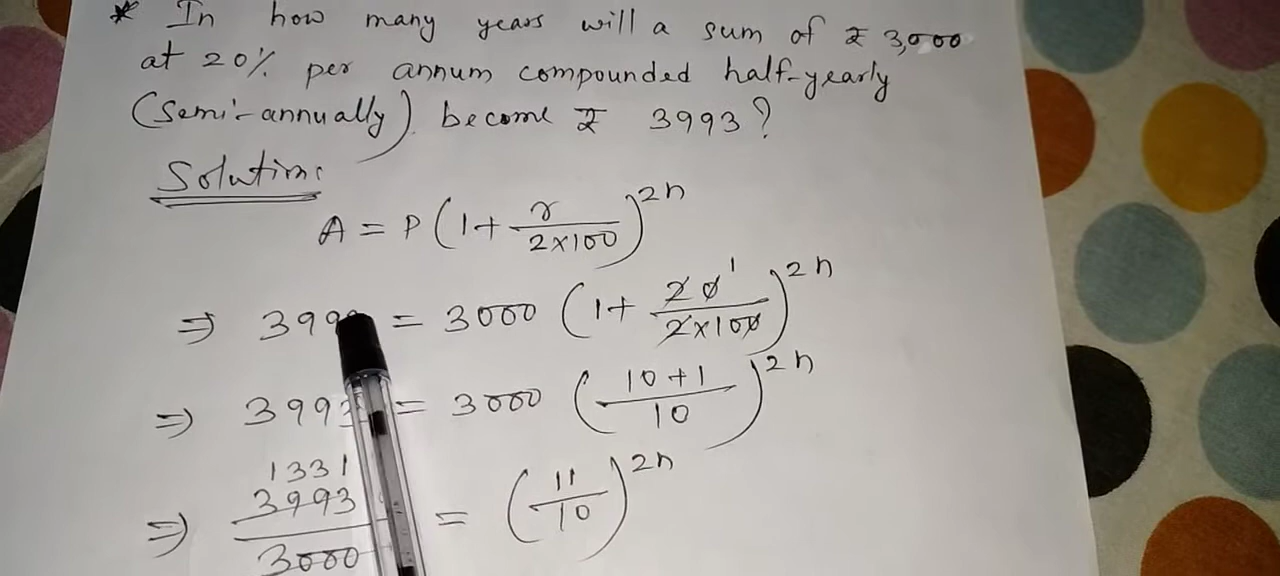 * In how many years will a sum of ₹ 3,000
at 20% per annum compounded half-yearly
(Semi-annually) become ₹ 3993?
Solution:
A = P(1+ r/2×100)^2n
⇒ 399 = 3000 (1+ 20 1/2×100)^2n
⇒ 3993 = 3000 (10+1/10)^2n
1331
⇒ 3993/3000 = (11/10)^2n